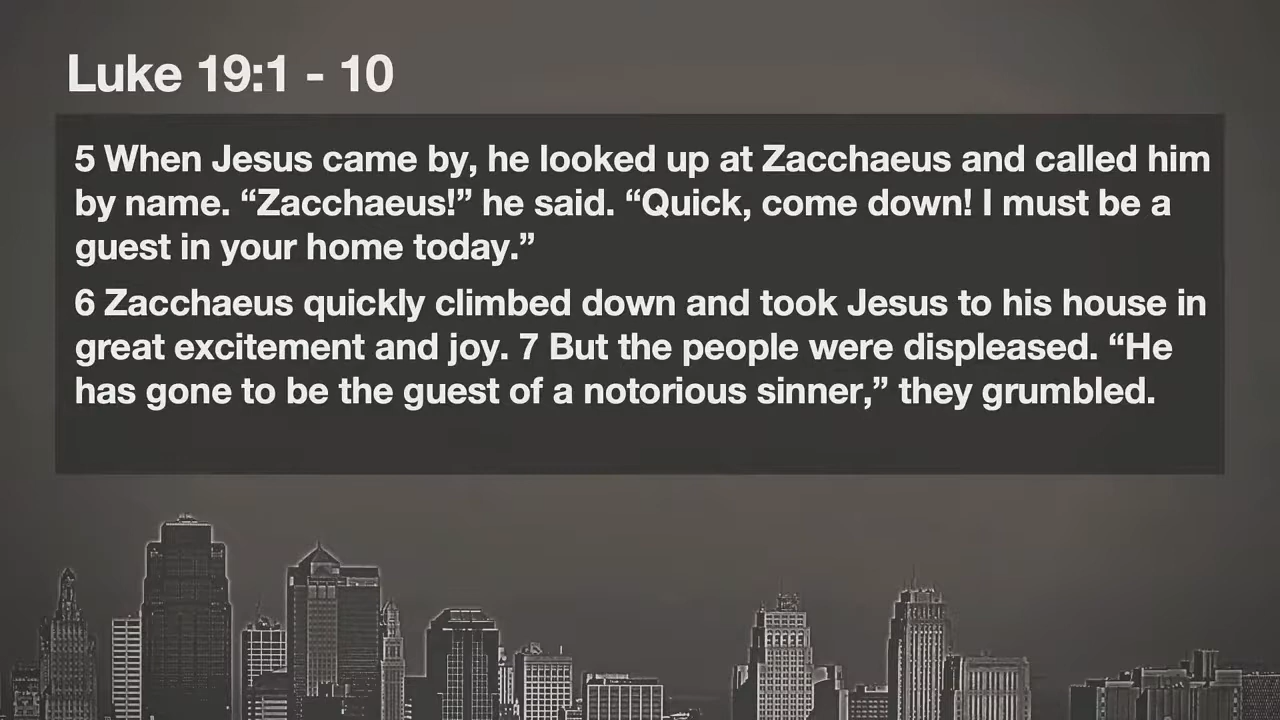 Luke 19:1 - 10
5 When Jesus came by, he looked up at Zacchaeus and called him
by name. “Zacchaeus!” he said. “Quick, come down! I must be a
guest in your home today.”
6 Zacchaeus quickly climbed down and took Jesus to his house in
great excitement and joy. 7 But the people were displeased. “He
has gone to be the guest of a notorious sinner,” they grumbled.